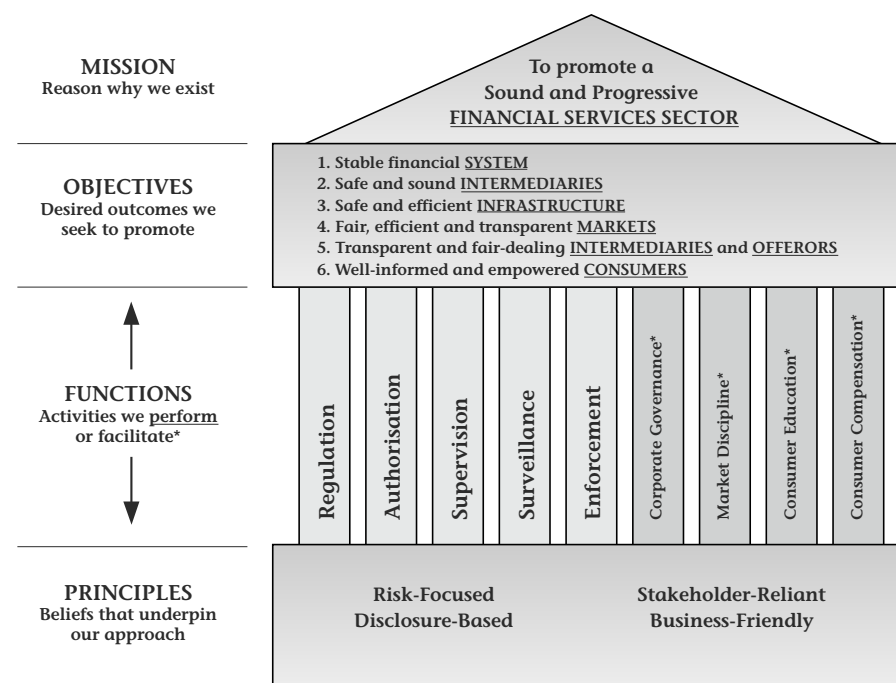 MISSION
Reason why we exist
To promote a
Sound and Progressive
FINANCIAL SERVICES SECTOR
OBJECTIVES
Desired outcomes we
seek to promote
1. Stable financial SYSTEM
2. Safe and sound INTERMEDIARIES
3. Safe and efficient INFRASTRUCTURE
4. Fair, efficient and transparent MARKETS
5. Transparent and fair-dealing INTERMEDIARIES and OFFERORS
6. Well-informed and empowered CONSUMERS
FUNCTIONS
Activities we perform
or facilitate*
Regulation
Authorisation
Supervision
Surveillance
Enforcement
Corporate Governance*
Market Discipline*
Consumer Education*
Consumer Compensation*
PRINCIPLES
Beliefs that underpin
our approach
Risk-Focused
Disclosure-Based
Stakeholder-Reliant
Business-Friendly